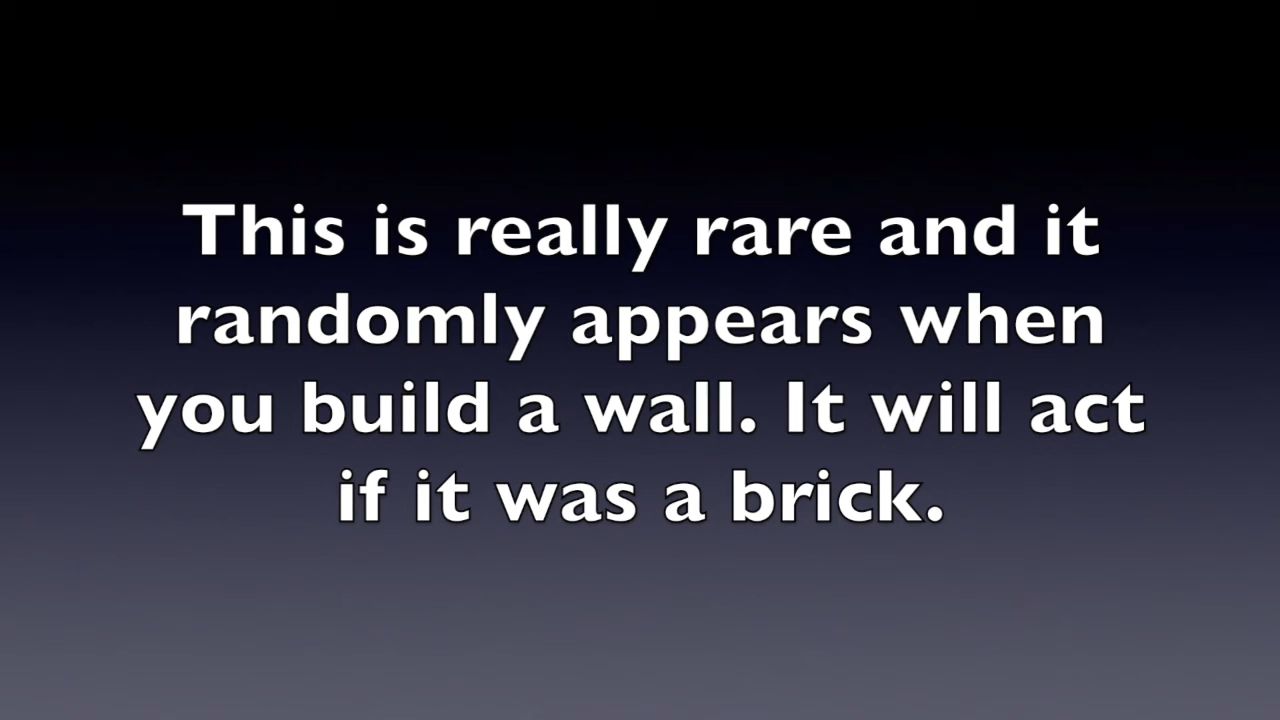 This is really rare and it
randomly appears when
you build a wall. It will act
if it was a brick.